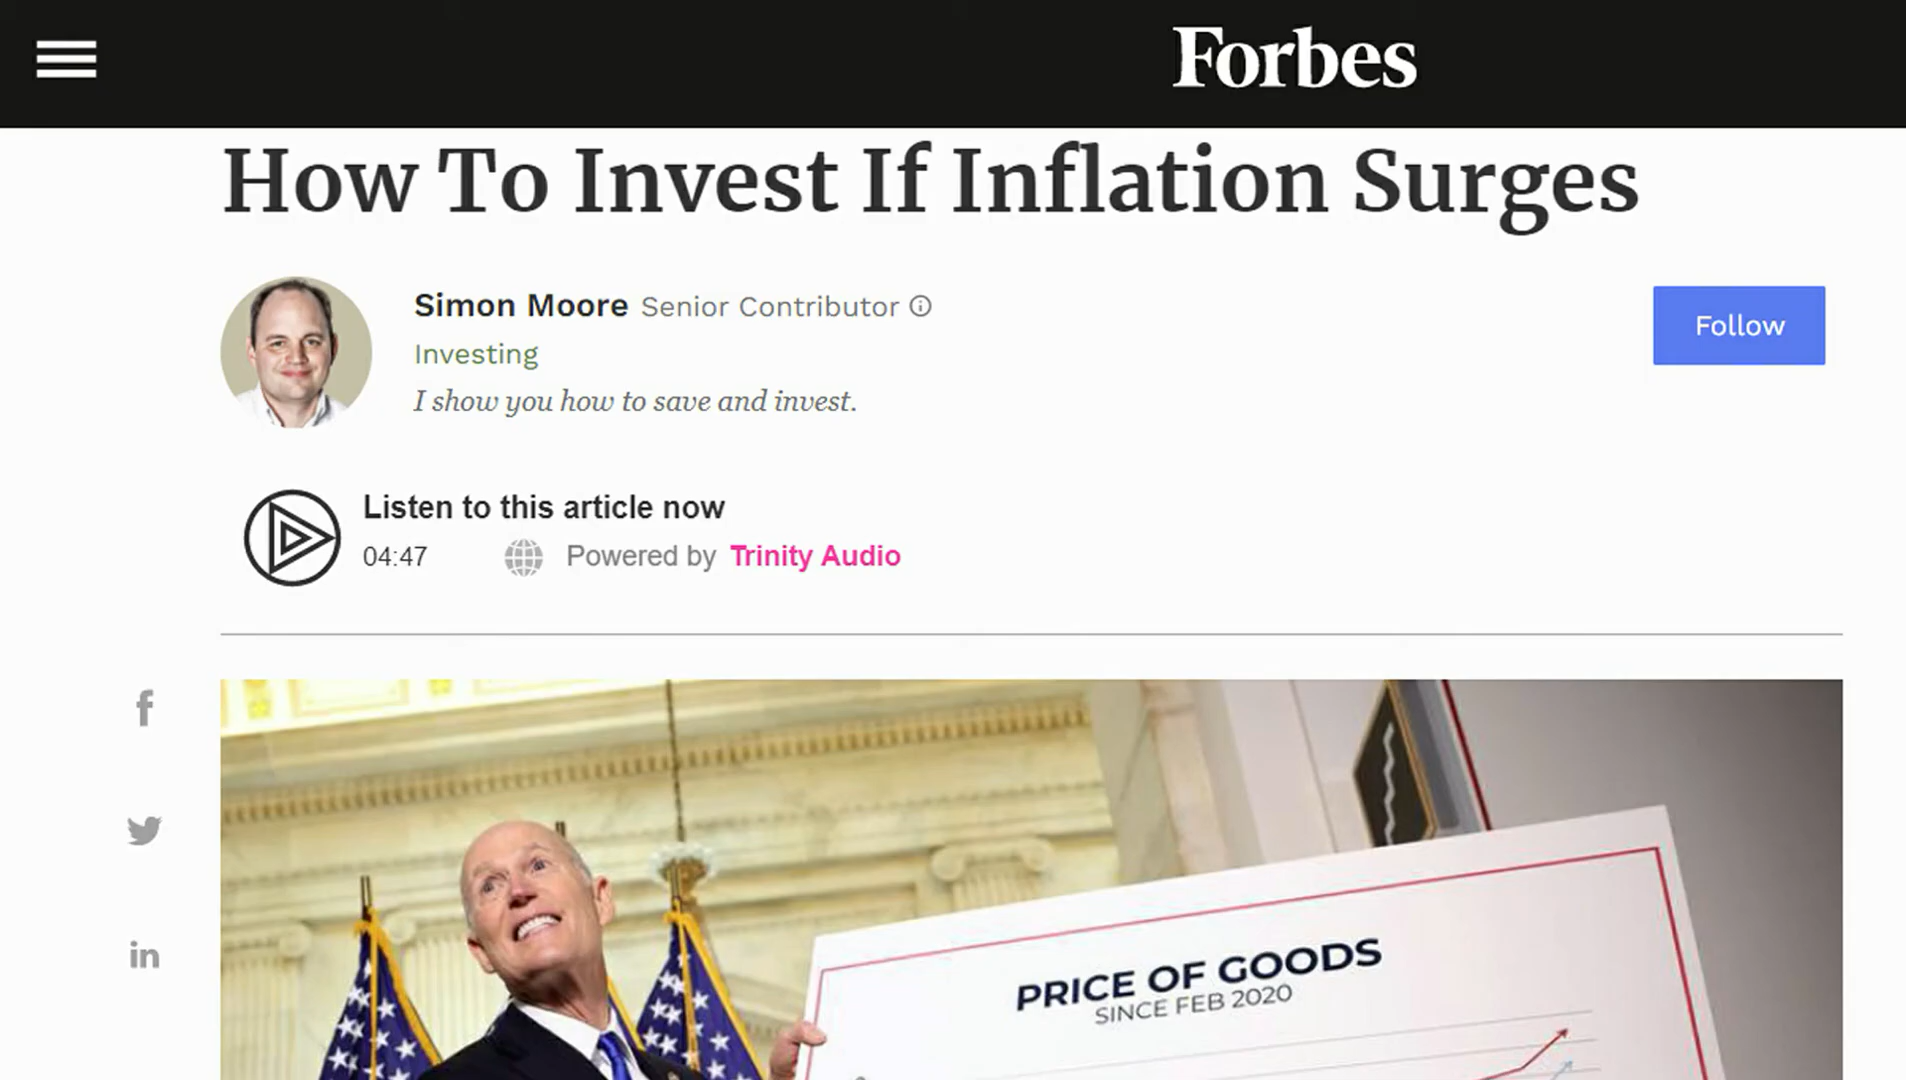 Forbes
How To Invest If Inflation Surges
Simon Moore Senior Contributor
Investing
I show you how to save and invest.
Follow
Listen to this article now
04:47 Powered by Trinity Audio
f
in
PRICE OF GOODS
SINCE FEB 2020